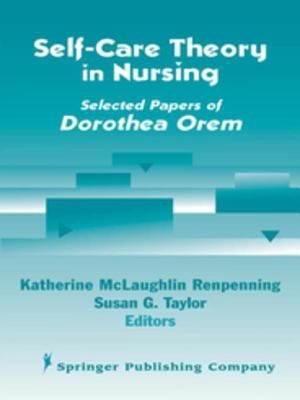 Self-Care Theory
in Nursing
Selected Papers of
Dorothea Orem
Katherine McLaughlin Renpenning
Susan G. Taylor
Editors
Springer Publishing Company